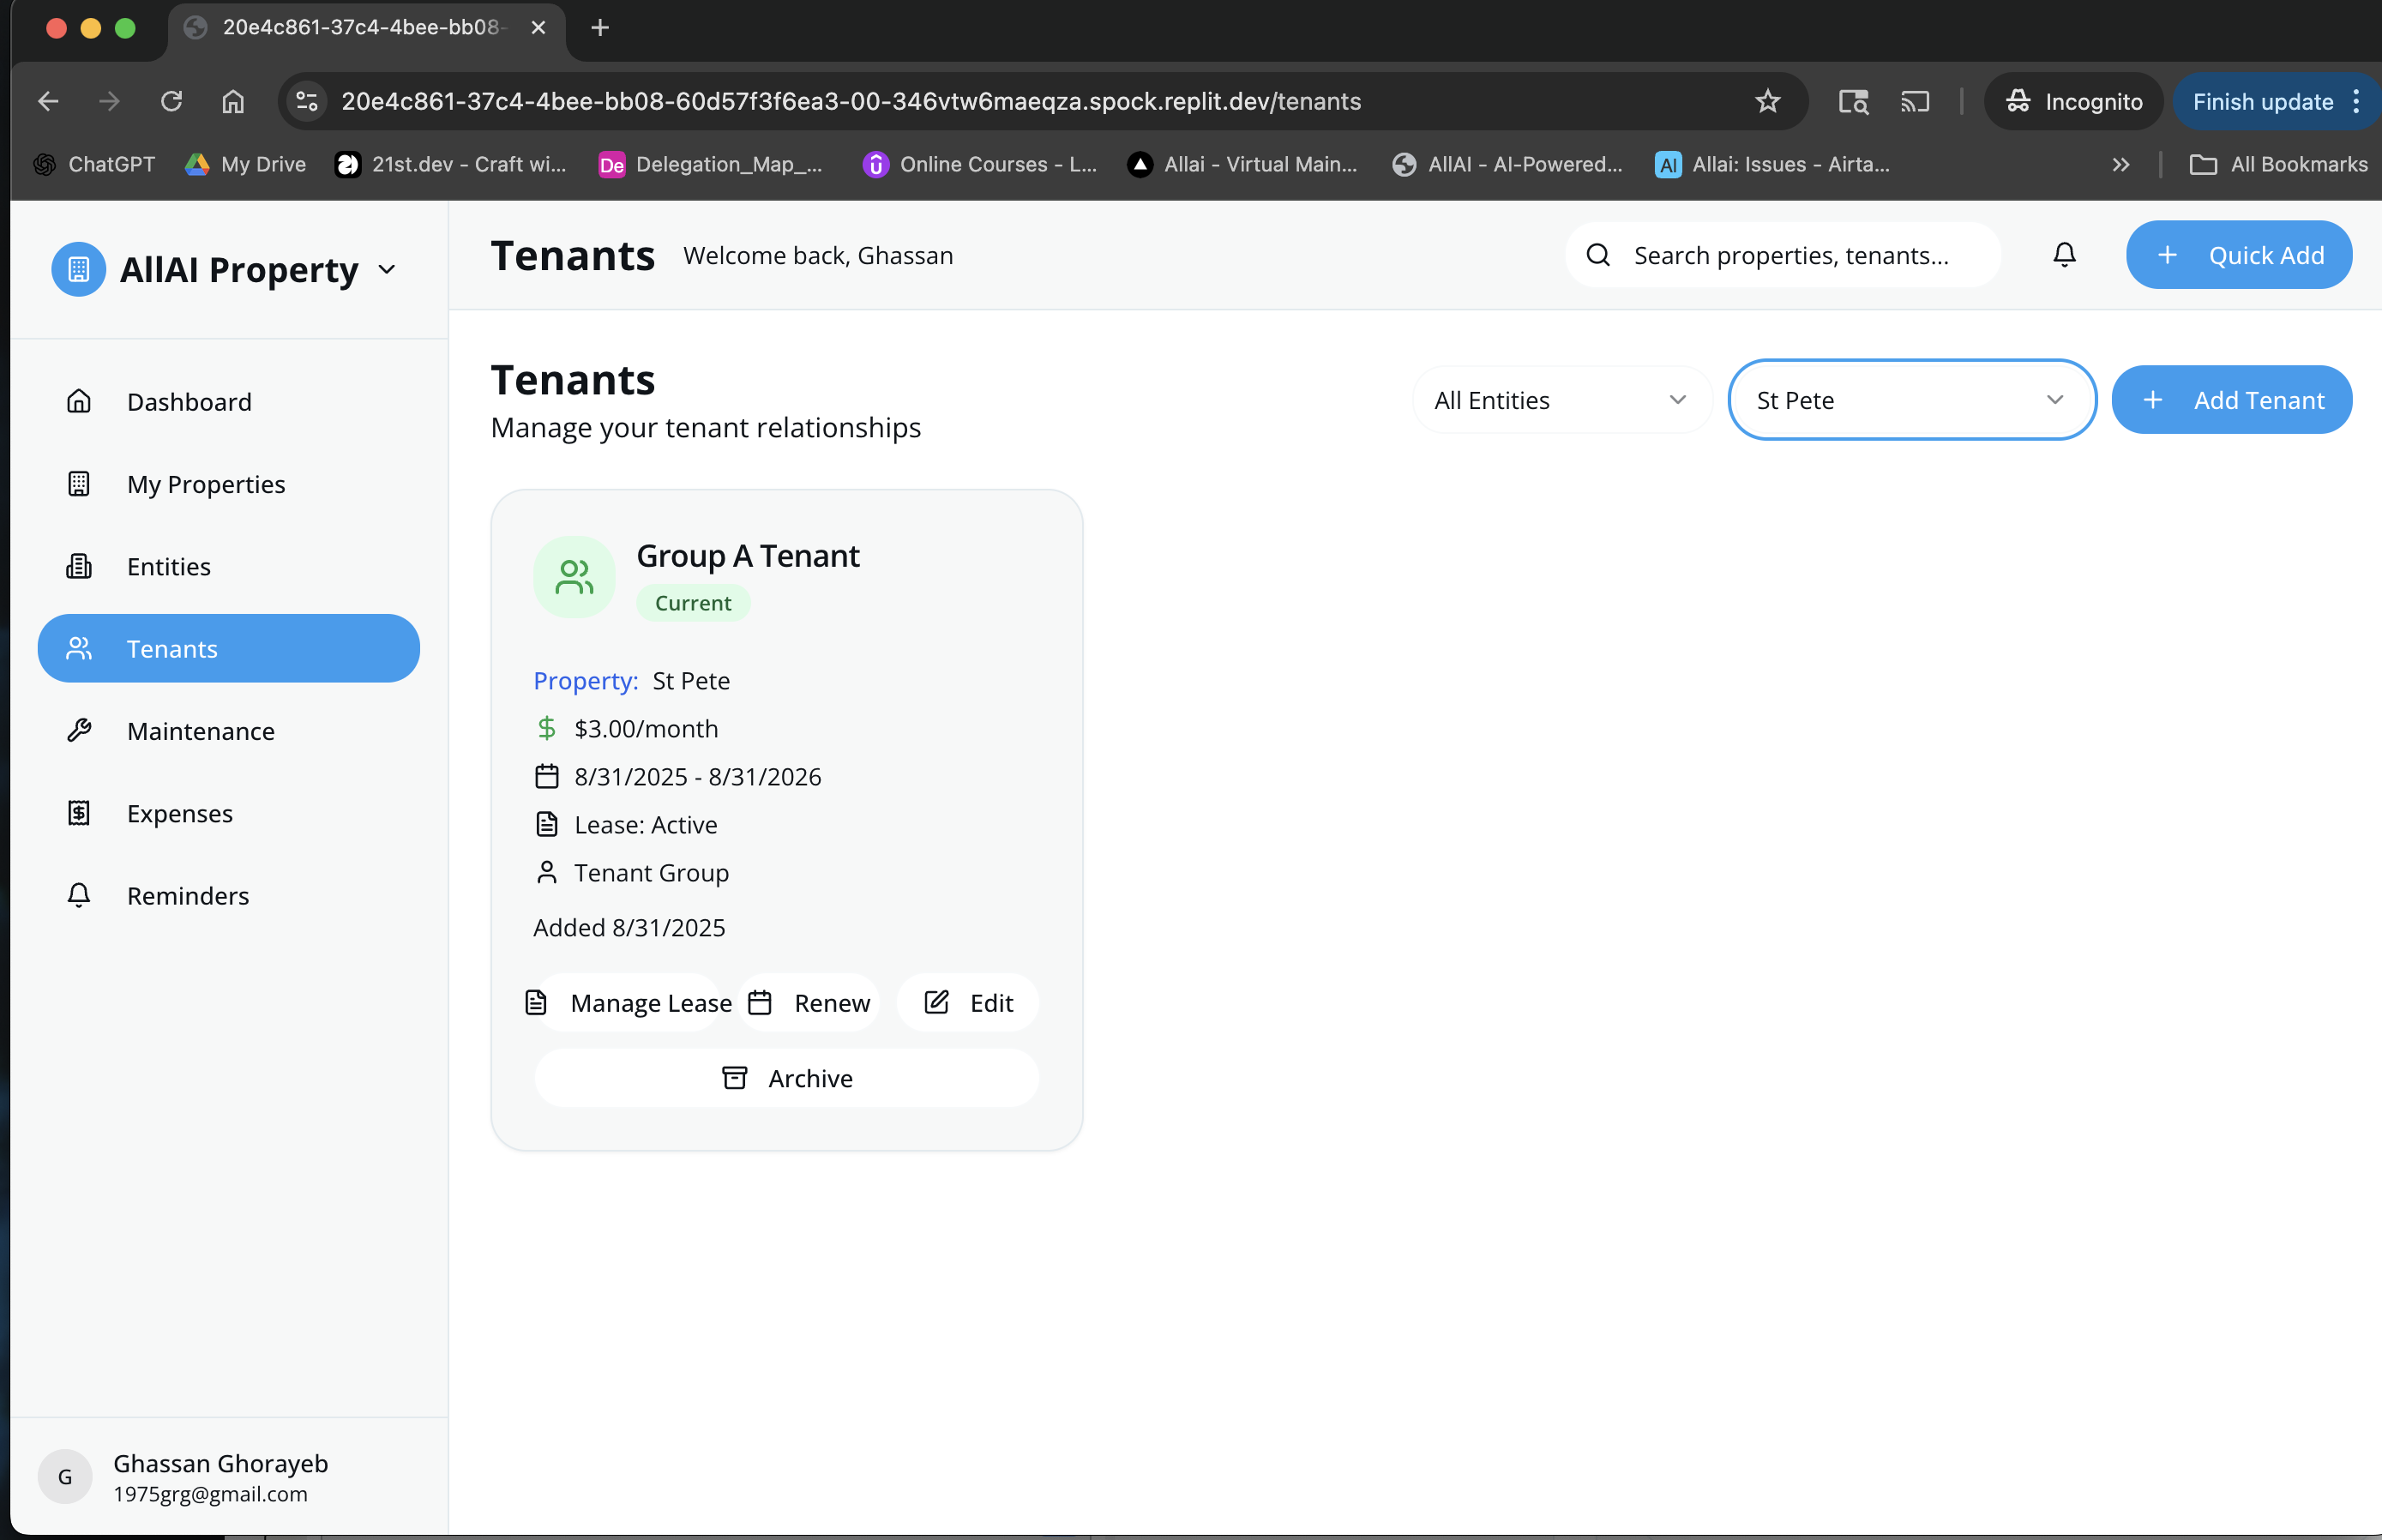 20e4c861-37c4-4bee-bb08-
20e4c861-37c4-4bee-bb08-60d57f3f6ea3-00-346vtw6maeqza.spock.replit.dev/tenants
Incognito
Finish update
ChatGPT
My Drive
21st.dev - Craft wi...
De Delegation_Map_...
Online Courses - L...
Allai - Virtual Main...
AllAI - AI-Powered...
AI Allai: Issues - Airta...
All Bookmarks
AllAI Property
Tenants
Welcome back, Ghassan
Search properties, tenants...
Quick Add
Dashboard
My Properties
Entities
Tenants
Maintenance
Expenses
Reminders
Tenants
Manage your tenant relationships
All Entities
St Pete
Add Tenant
Group A Tenant
Current
Property: St Pete
$3.00/month
8/31/2025 - 8/31/2026
Lease: Active
Tenant Group
Added 8/31/2025
Manage Lease
Renew
Edit
Archive
G
Ghassan Ghorayeb
1975grg@gmail.com